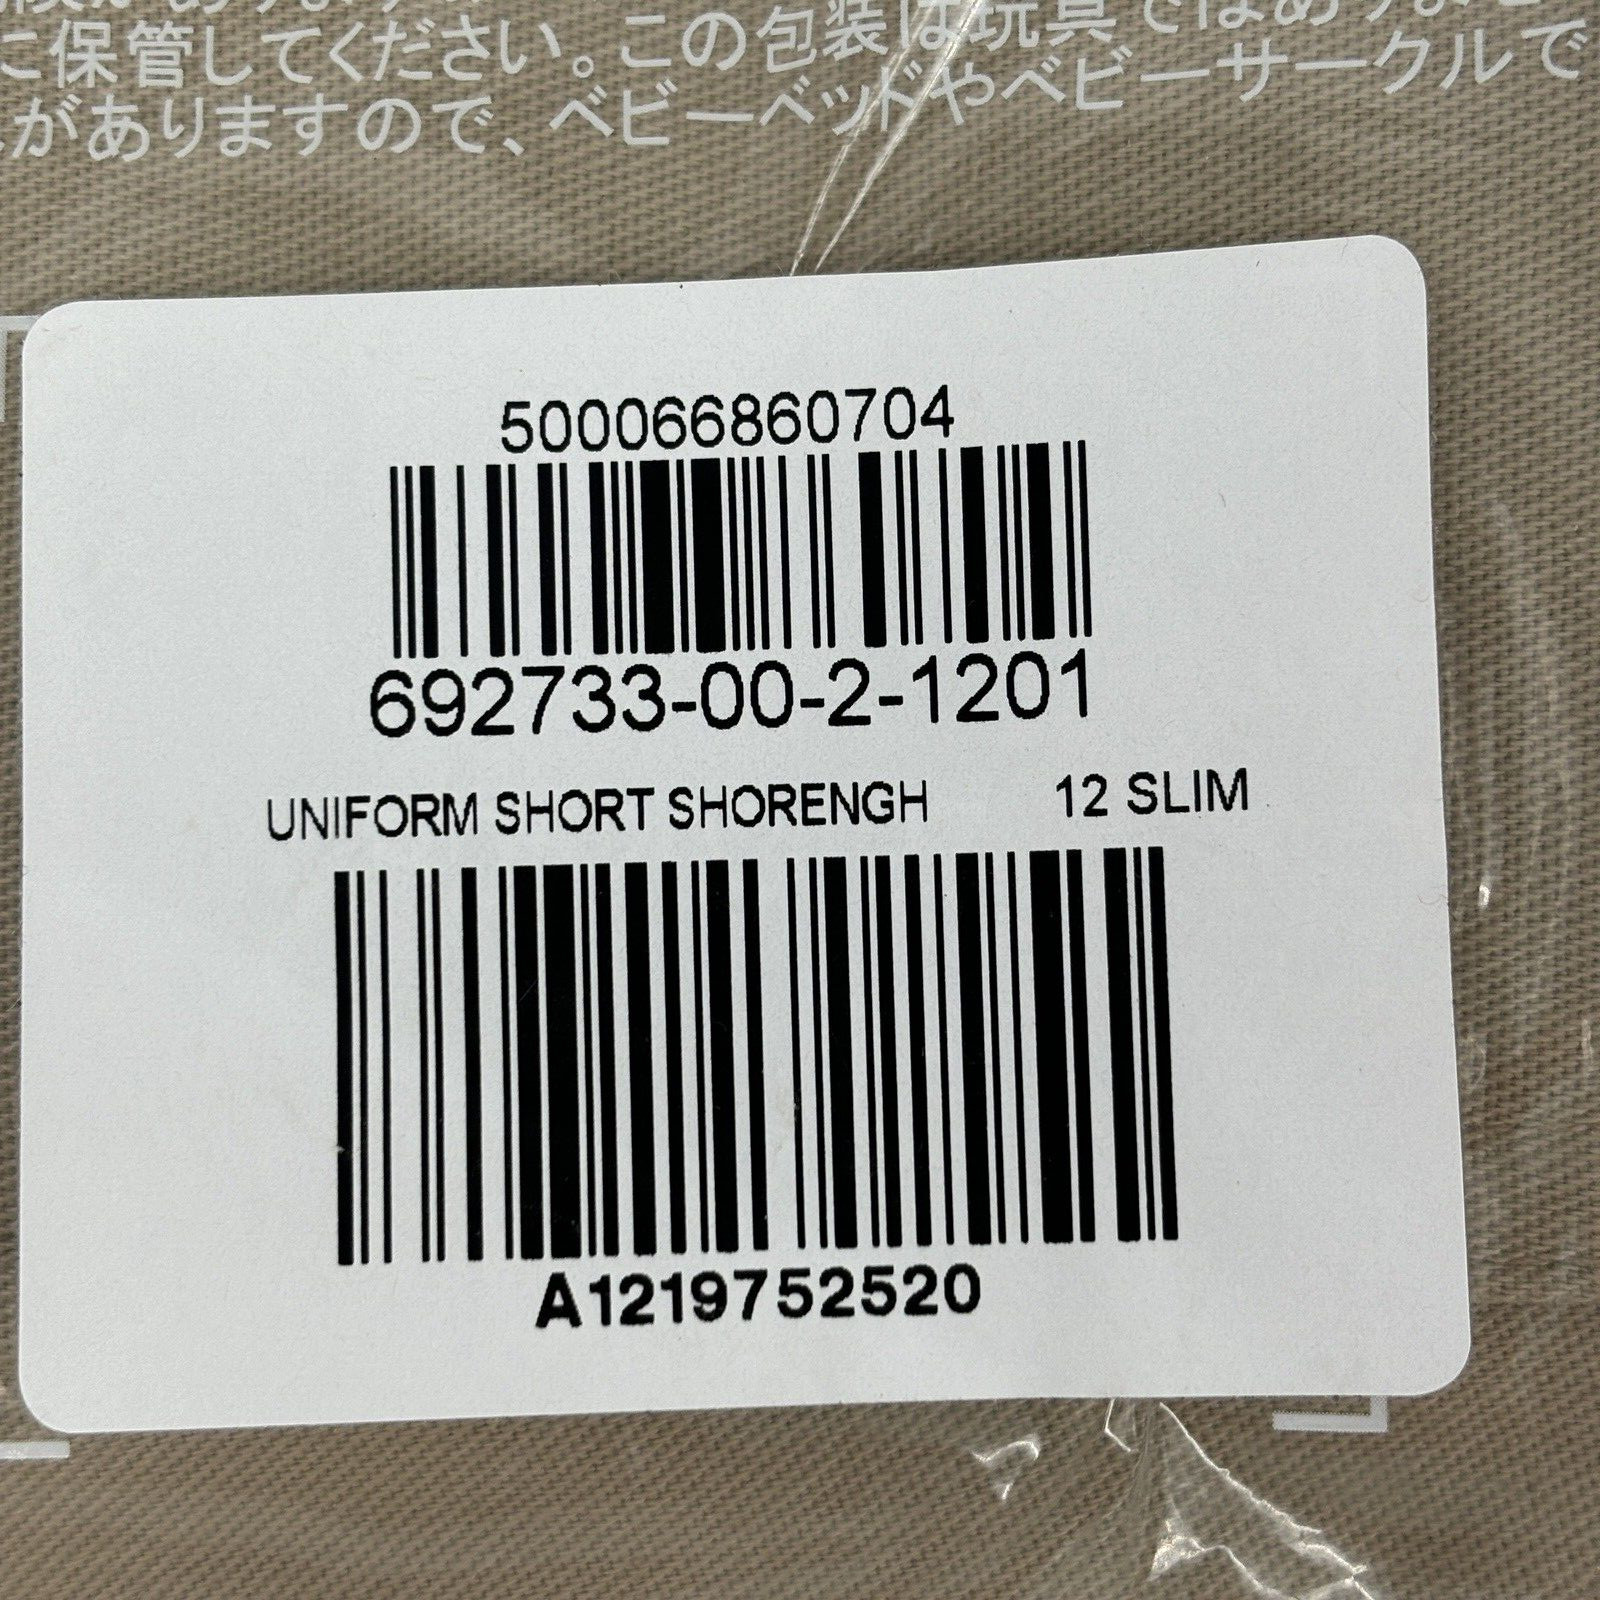 に保管してください。この包装は玩具ではありま
がありますので、ベビーベッドやベビーサークルで
500066860704
692733-00-2-1201
UNIFORM SHORT SHORENGH 12 SLIM
A1219752520